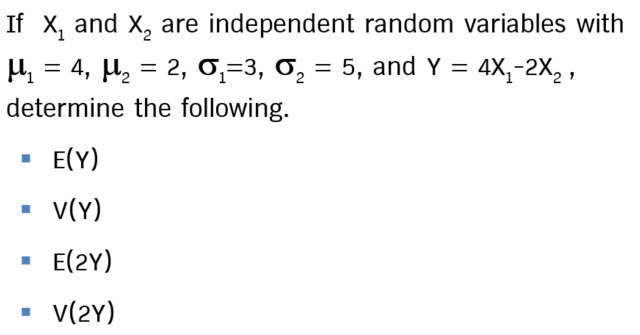 If X₁ and X₂ are independent random variables with
μ₁ = 4, μ₂ = 2, σ₁=3, σ₂ = 5, and Y = 4X₁-2X₂ ,
determine the following.
▪ E(Y)
▪ V(Y)
▪ E(2Y)
▪ V(2Y)